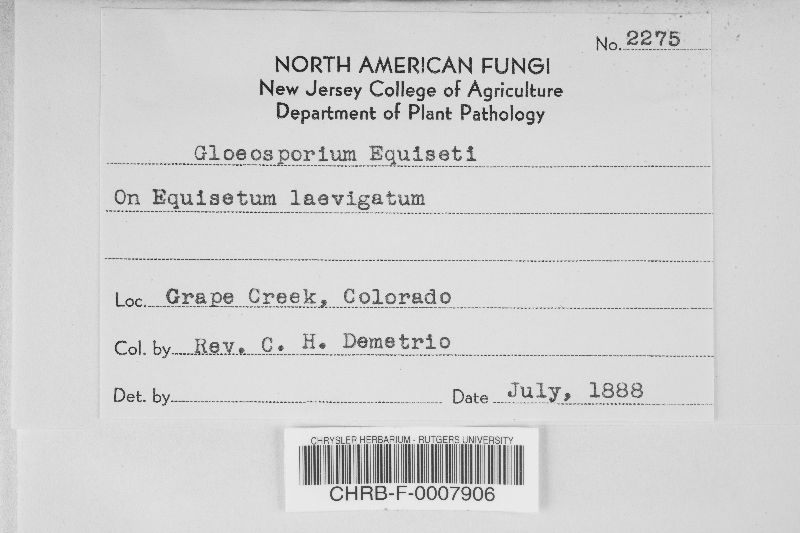 No. 2275
NORTH AMERICAN FUNGI
New Jersey College of Agriculture
Department of Plant Pathology
Gloeosporium Equiseti
On Equisetum laevigatum
Loc. Grape Creek, Colorado
Col. by Rev. C. H. Demetrio
Det. by Date July, 1888
CHRYSLER HERBARIUM - RUTGERS UNIVERSITY
CHRB-F-0007906